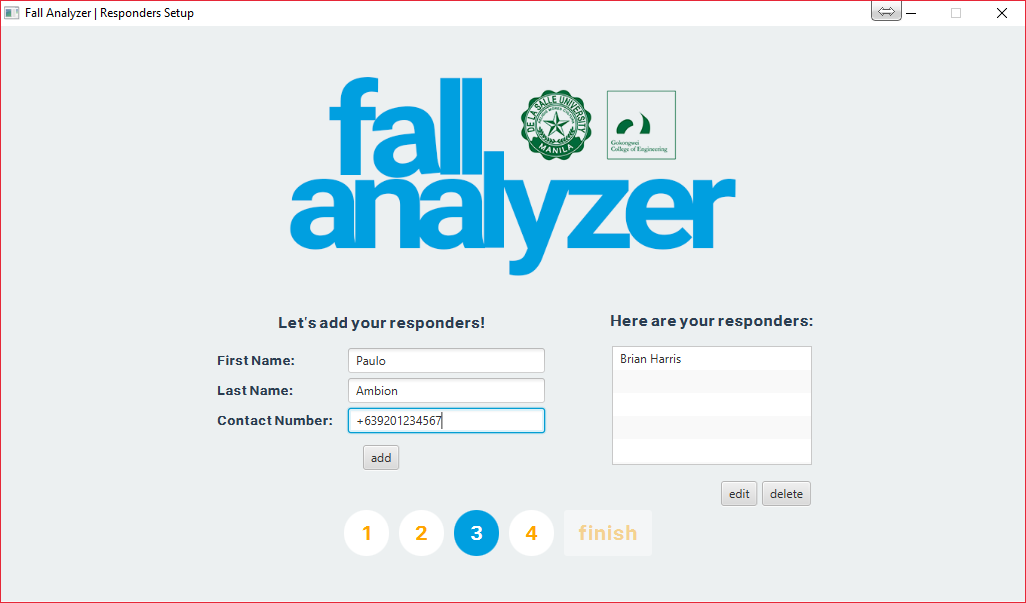 Fall Analyzer | Responders Setup
fall
analyzer
DE LA SALLE UNIVERSITY
MANILA
Gokongwei
College of Engineering
Let's add your responders!
First Name: Paulo
Last Name: Ambion
Contact Number: +639201234567
add
Here are your responders:
Brian Harris
edit delete
1 2 3 4 finish